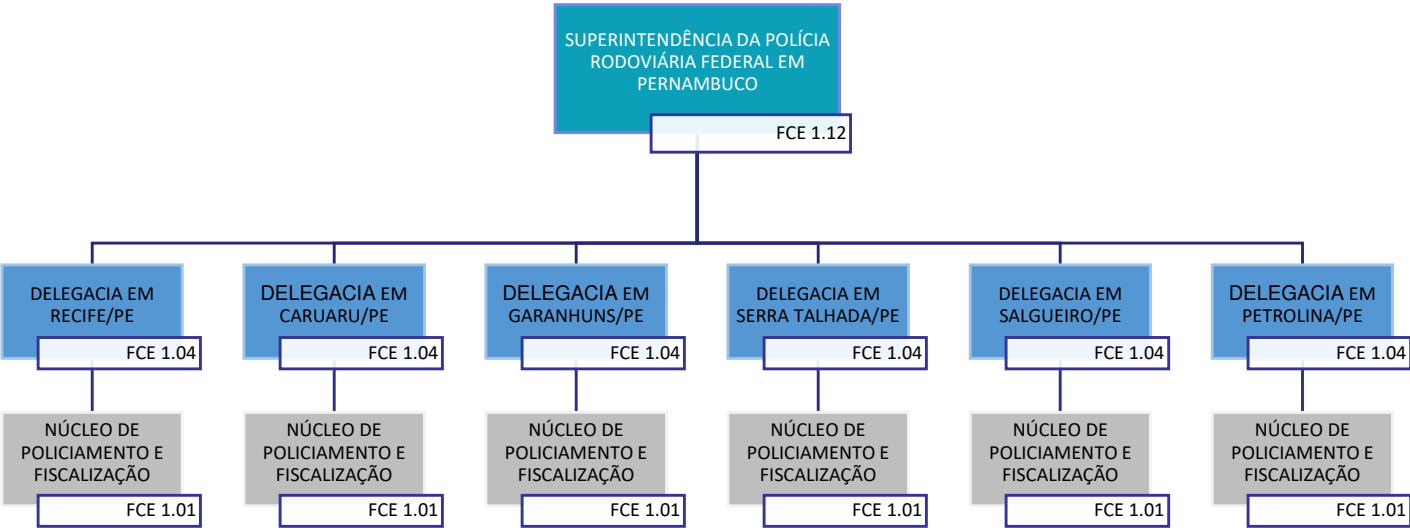 SUPERINTENDÊNCIA DA POLÍCIA
RODOVIÁRIA FEDERAL EM
PERNAMBUCO
FCE 1.12
DELEGACIA EM
RECIFE/PE
FCE 1.04
DELEGACIA EM
CARUARU/PE
FCE 1.04
DELEGACIA EM
GARANHUNS/PE
FCE 1.04
DELEGACIA EM
SERRA TALHADA/PE
FCE 1.04
DELEGACIA EM
SALGUEIRO/PE
FCE 1.04
DELEGACIA EM
PETROLINA/PE
FCE 1.04
NÚCLEO DE
POLICIAMENTO E
FISCALIZAÇÃO
FCE 1.01
NÚCLEO DE
POLICIAMENTO E
FISCALIZAÇÃO
FCE 1.01
NÚCLEO DE
POLICIAMENTO E
FISCALIZAÇÃO
FCE 1.01
NÚCLEO DE
POLICIAMENTO E
FISCALIZAÇÃO
FCE 1.01
NÚCLEO DE
POLICIAMENTO E
FISCALIZAÇÃO
FCE 1.01
NÚCLEO DE
POLICIAMENTO E
FISCALIZAÇÃO
FCE 1.01